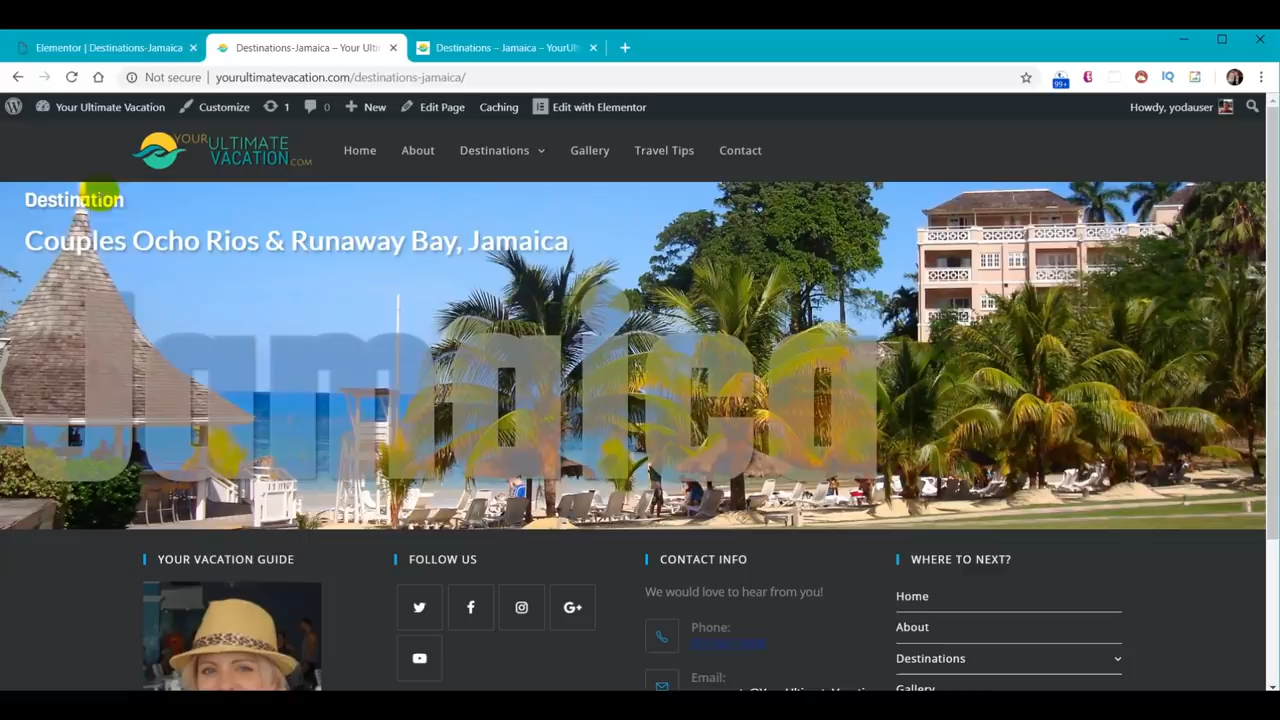 Elementor | Destinations-Jamaica
Destinations-Jamaica – Your Ulti
Destinations – Jamaica – YourUlt
Not secure | yourultimatevacation.com/destinations-jamaica/
99+
IQ
Your Ultimate Vacation
Customize
1
0
New
Edit Page
Caching
Edit with Elementor
Howdy, yodauser
YOUR ULTIMATE VACATION.COM
Home
About
Destinations
Gallery
Travel Tips
Contact
Destination
Couples Ocho Rios & Runaway Bay, Jamaica
Jamaica
YOUR VACATION GUIDE
FOLLOW US
G+
CONTACT INFO
We would love to hear from you!
Phone:
Email:
WHERE TO NEXT?
Home
About
Destinations
Gallery